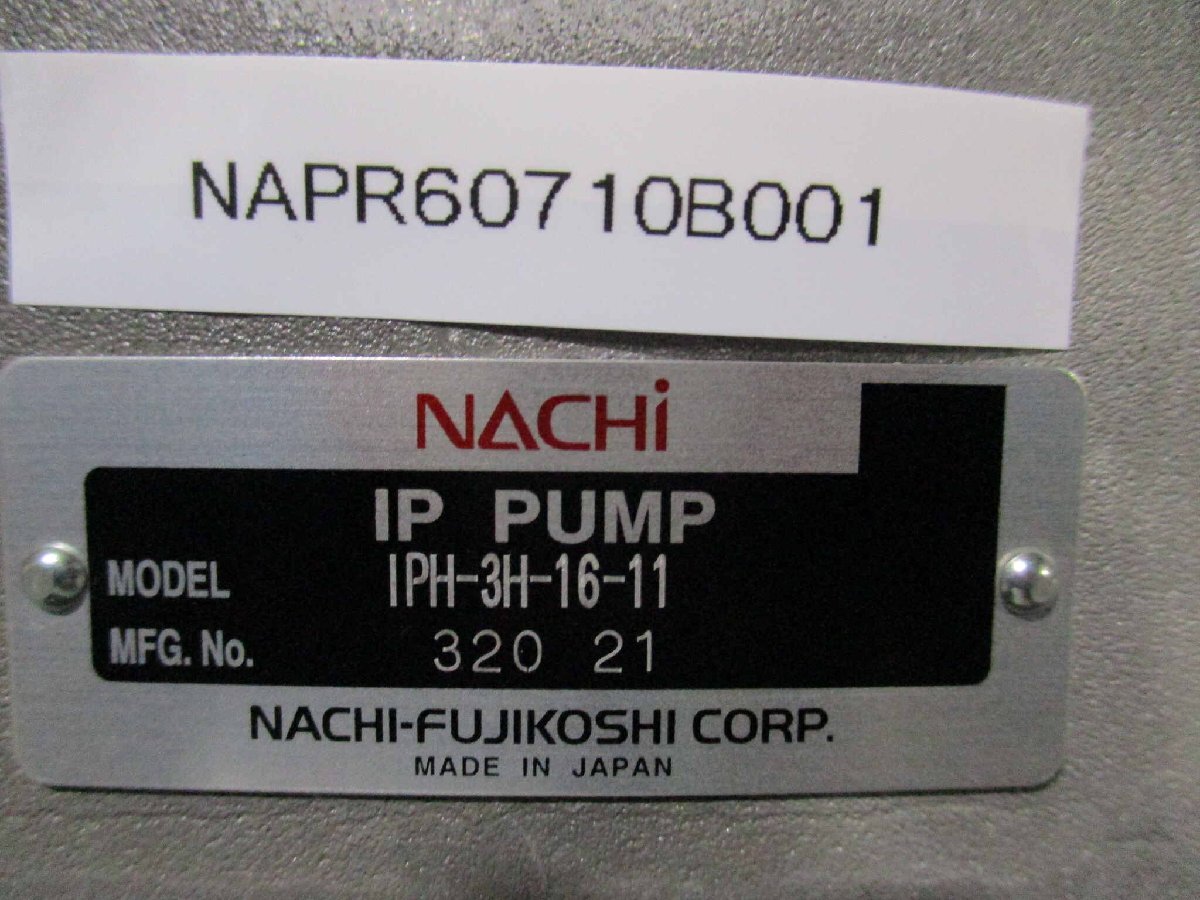 NAPR60710B001
NACHi
IP PUMP
MODEL IPH-3H-16-11
MFG. No. 320 21
NACHI-FUJIKOSHI CORP.
MADE IN JAPAN